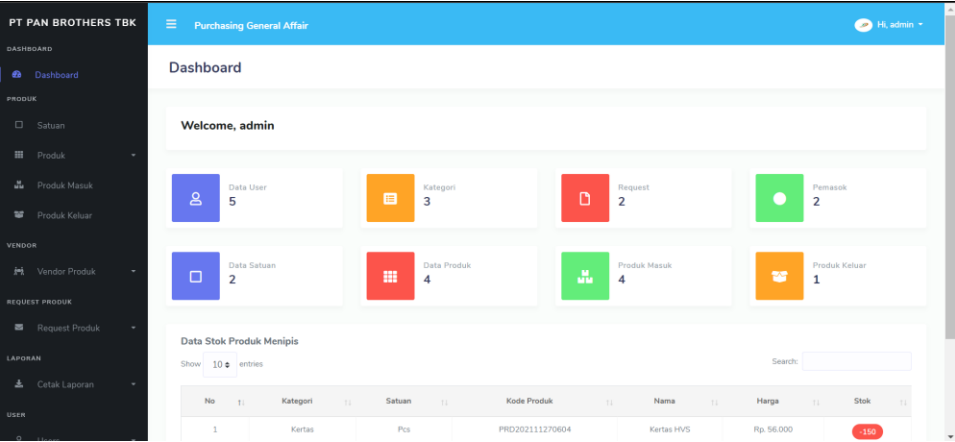 PT PAN BROTHERS TBK
Purchasing General Affair
Hi, admin
DASHBOARD
Dashboard
PRODUK
Satuan
Produk
Produk Masuk
Produk Keluar
VENDOR
Vendor Produk
REQUEST PRODUK
Request Produk
LAPORAN
Cetak Laporan
USER
Users
Dashboard
Welcome, admin
Data User
5
Kategori
3
Request
2
Pemasok
2
Data Satuan
2
Data Produk
4
Produk Masuk
4
Produk Keluar
1
Data Stok Produk Menipis
Show 10 entries
Search:
No Kategori Satuan Kode Produk Nama Harga Stok
1 Kertas Pcs PRD202111270604 Kertas HVS Rp. 56.000 -150